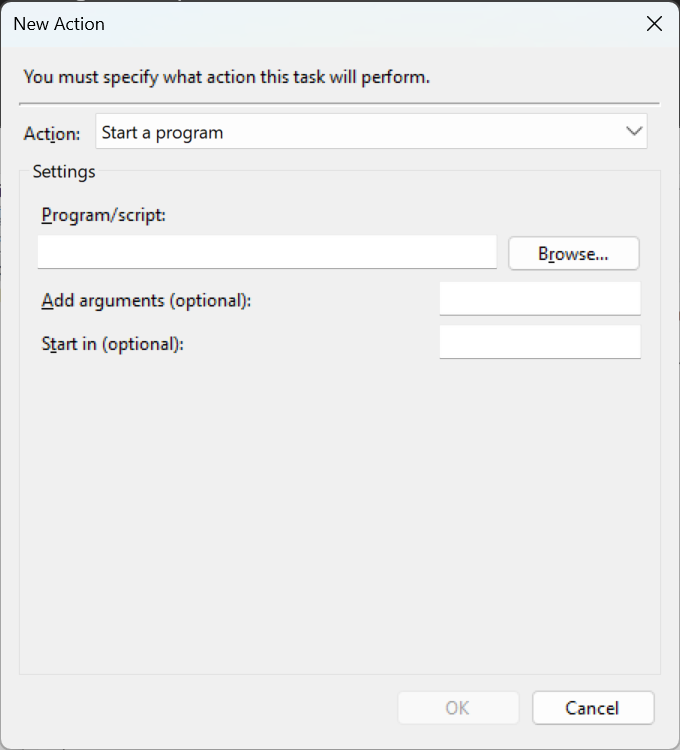 New Action
You must specify what action this task will perform.
Action: Start a program
Settings
Program/script:
Browse...
Add arguments (optional):
Start in (optional):
OK Cancel